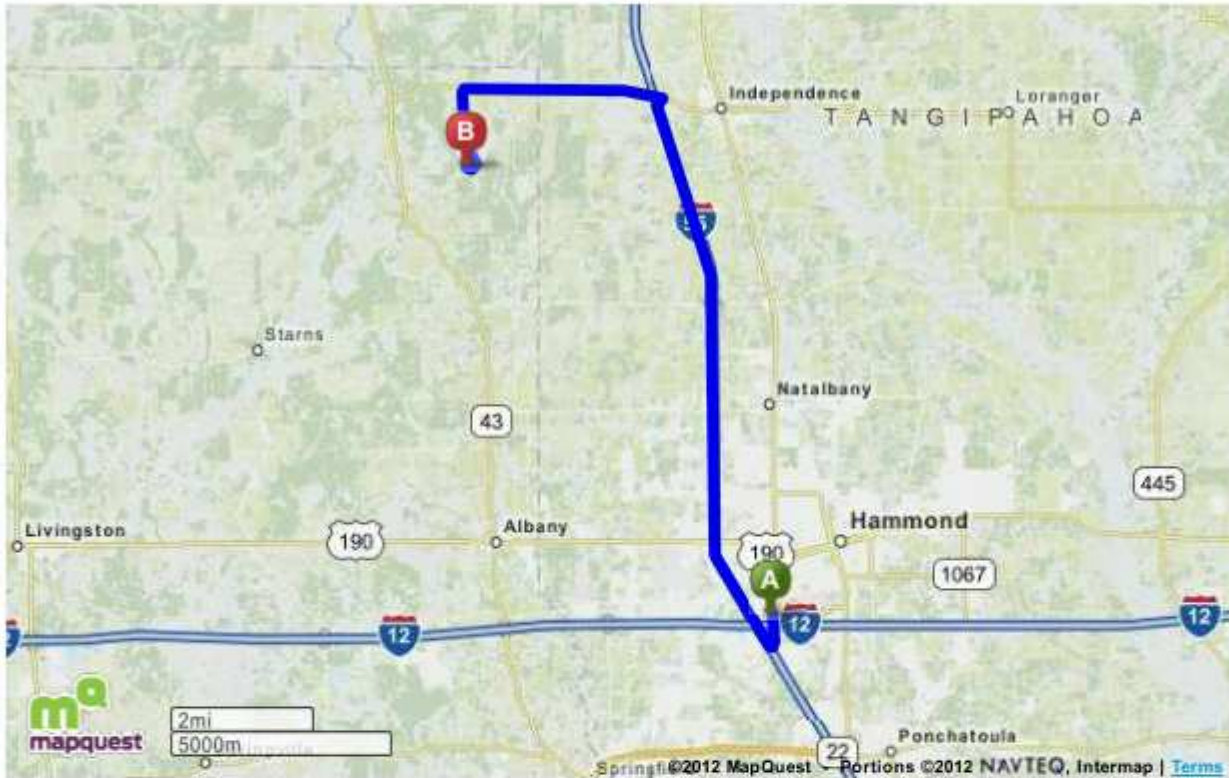 Independence
Loranger
TANGIPAHOA
55
Starns
Natalbany
43
445
Livingston
190
Albany
190
Hammond
1067
12
12
12
A
B
mapquest
2mi
5000m
22
Ponchatoula
©2012 MapQuest - Portions ©2012 NAVTEQ, Intermap | Terms